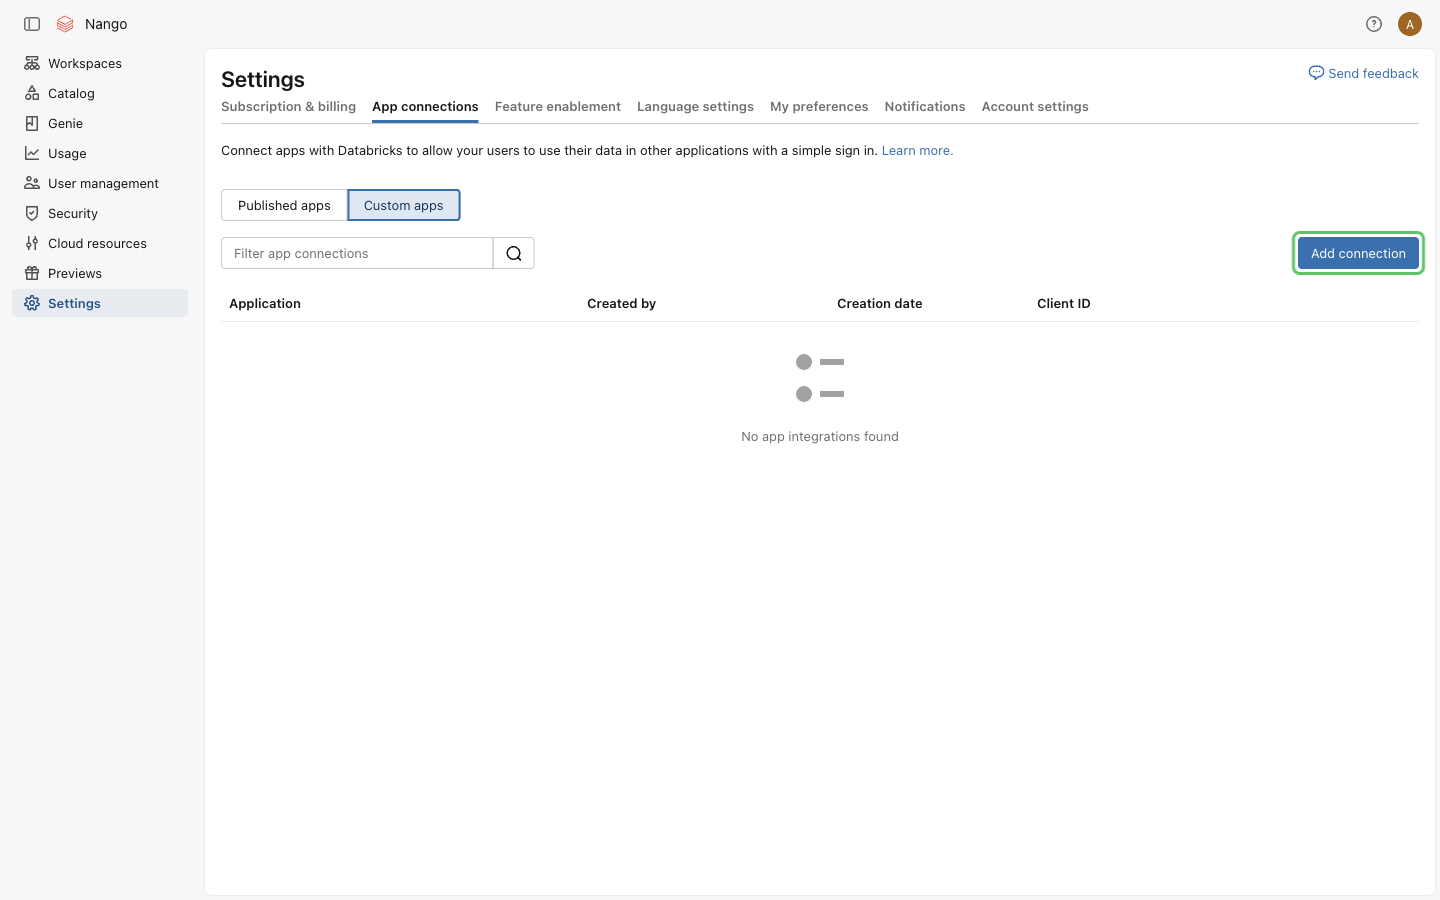 Nango
A
Workspaces
Catalog
Genie
Usage
User management
Security
Cloud resources
Previews
Settings
Settings
Send feedback
Subscription & billing App connections Feature enablement Language settings My preferences Notifications Account settings
Connect apps with Databricks to allow your users to use their data in other applications with a simple sign in. Learn more.
Published apps Custom apps
Filter app connections
Add connection
Application Created by Creation date Client ID
No app integrations found